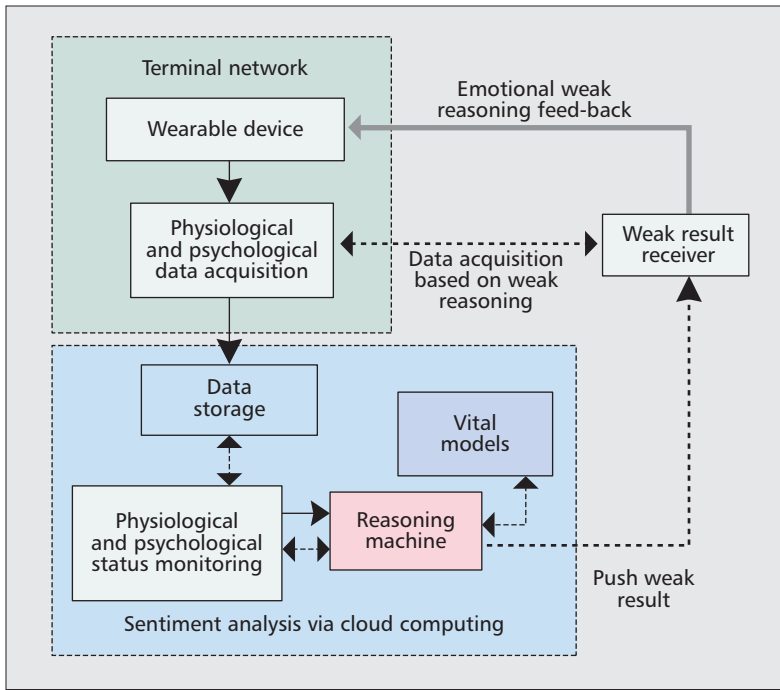 Terminal network
Wearable device
Emotional weak
reasoning feed-back
Physiological
and psychological
data acquisition
Data acquisition
based on weak
reasoning
Weak result
receiver
Data
storage
Vital
models
Physiological
and psychological
status monitoring
Reasoning
machine
Push weak
result
Sentiment analysis via cloud computing